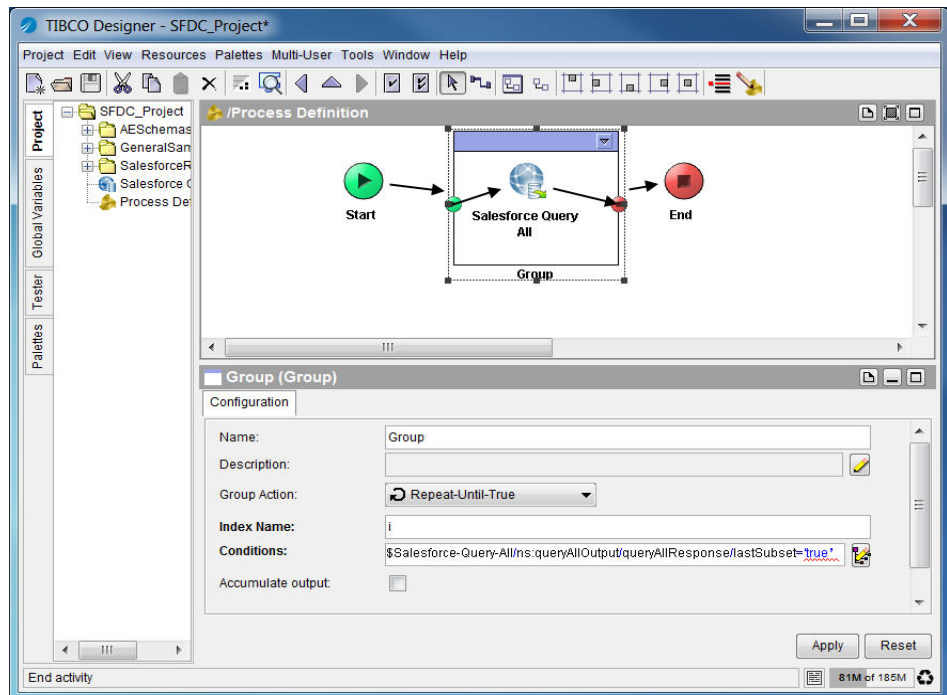 TIBCO Designer - SFDC_Project*
Project Edit View Resources Palettes Multi-User Tools Window Help
Project
Global Variables
Tester
Palettes
SFDC_Project
AESchemas
GeneralSam
SalesforceR
Salesforce C
Process Def
/Process Definition
Start
Salesforce Query
All
End
Group
Group (Group)
Configuration
Name: Group
Description:
Group Action: Repeat-Until-True
Index Name: i
Conditions: $Salesforce-Query-All/ns:queryAllOutput/queryAllResponse/lastSubset='true'
Accumulate output:
Apply Reset
End activity 81M of 185M